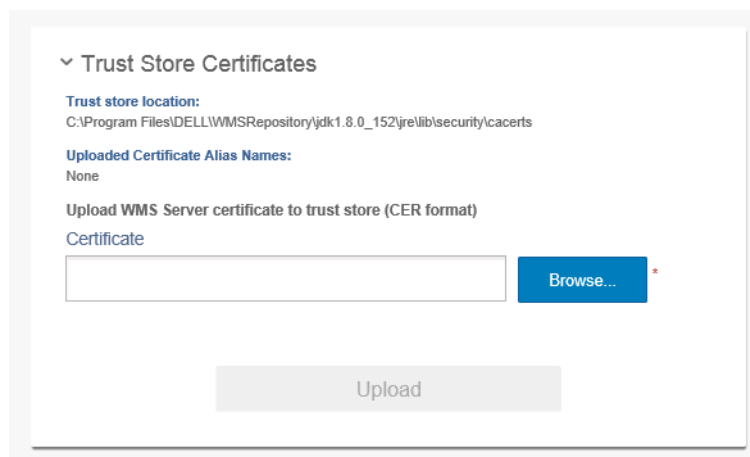 Trust Store Certificates
Trust store location:
C:\Program Files\DELL\WMSRepository\jdk1.8.0_152\jre\lib\security\cacerts
Uploaded Certificate Alias Names:
None
Upload WMS Server certificate to trust store (CER format)
Certificate
Browse... *
Upload